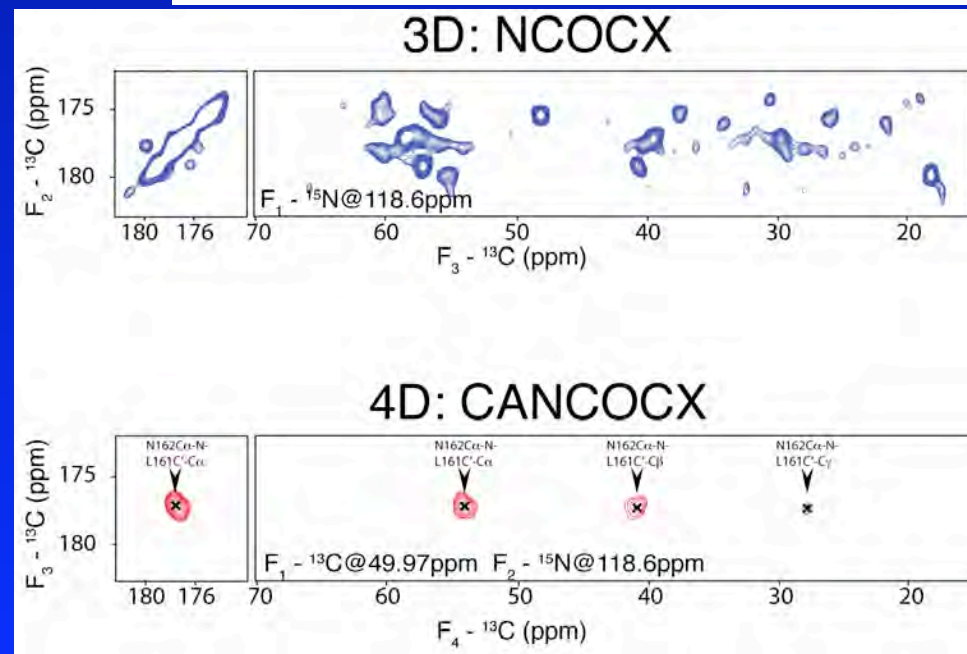 3D: NCOCX
F2 - 13C (ppm)
175
180
F1 - 15N@118.6ppm
180 176 70 60 50 40 30 20
F3 - 13C (ppm)
4D: CANCOCX
F3 - 13C (ppm)
175
180
N162Cα-N-
L161C'-Cα
N162Cα-N-
L161C'-Cα
N162Cα-N-
L161C'-Cβ
N162Cα-N-
L161C'-Cγ
F1 - 13C@49.97ppm F2 - 15N@118.6ppm
180 176 70 60 50 40 30 20
F4 - 13C (ppm)